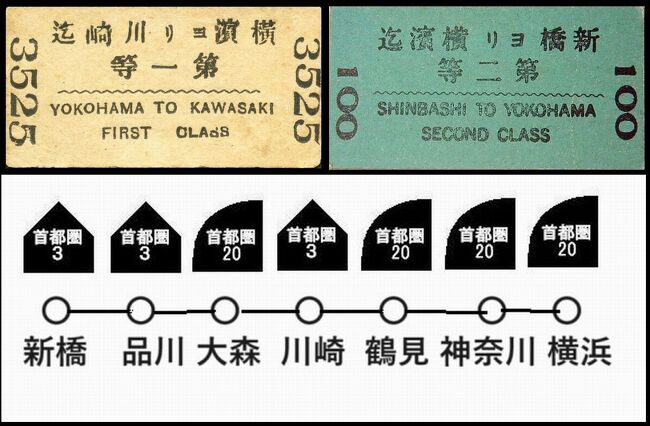 橫濱ヨリ川崎迄
第一等
YOKOHAMA TO KAWASAKI
FIRST CLASS
3525
3525
新橋ヨリ橫濱迄
第二等
SHINBASHI TO YOKOHAMA
SECOND CLASS
100
100
首都圏 首都圏 首都圏 首都圏 首都圏 首都圏 首都圏
3 3 20 3 20 20 20
新橋 品川 大森 川崎 鶴見 神奈川 横浜